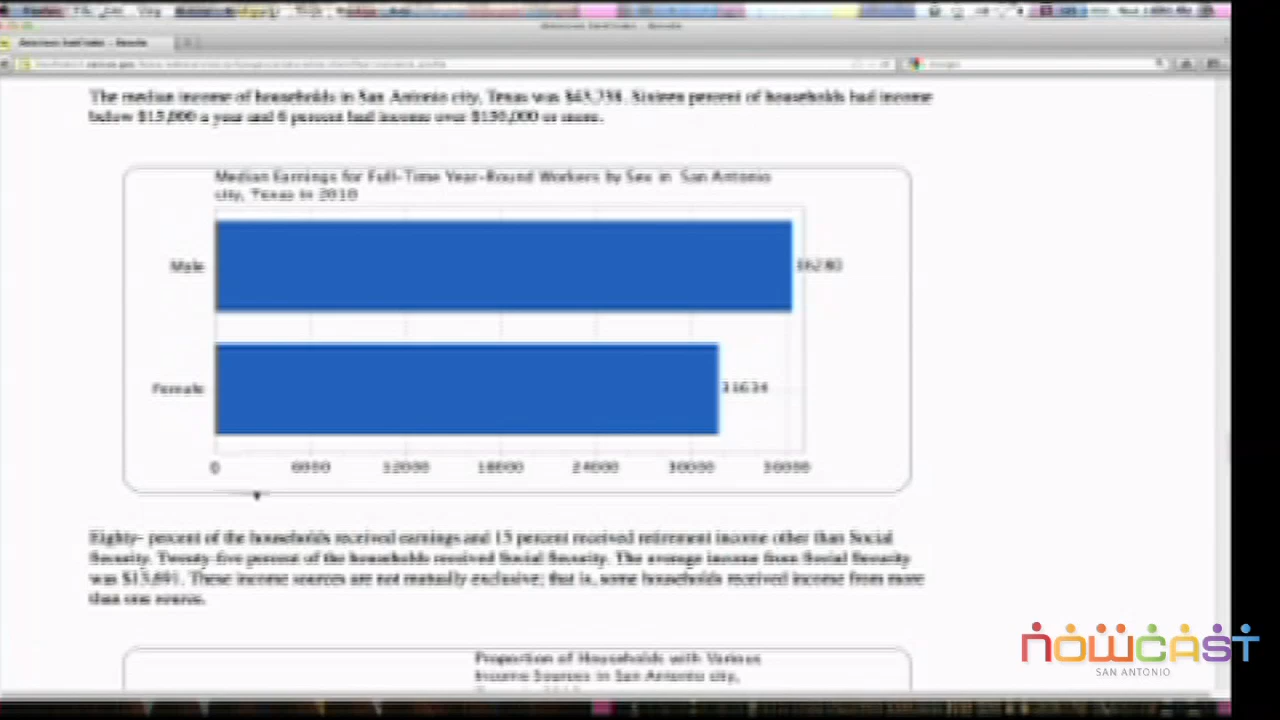 The median income of households in San Antonio city, Texas was $43,758. Sixteen percent of households had income
below $15,000 a year and 6 percent had income over $150,000 or more.
Median Earnings for Full-Time Year-Round Workers by Sex in San Antonio
city, Texas in 2010
Male
36280
Female
31634
0 6000 12000 18000 24000 30000 36000
Eighty- percent of the households received earnings and 15 percent received retirement income other than Social
Security. Twenty-five percent of the households received Social Security. The average income from Social Security
was $13,691. These income sources are not mutually exclusive; that is, some households received income from more
than one source.
Proportion of Households with Various
Income Sources in San Antonio city,
NOWCAST
SAN ANTONIO